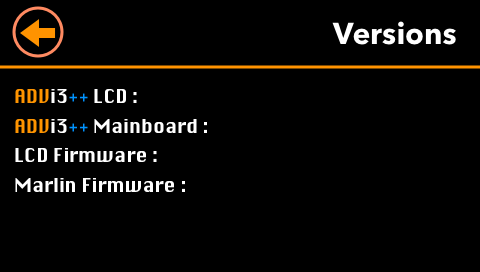 Versions
ADVi3++ LCD :
ADVi3++ Mainboard :
LCD Firmware :
Marlin Firmware :